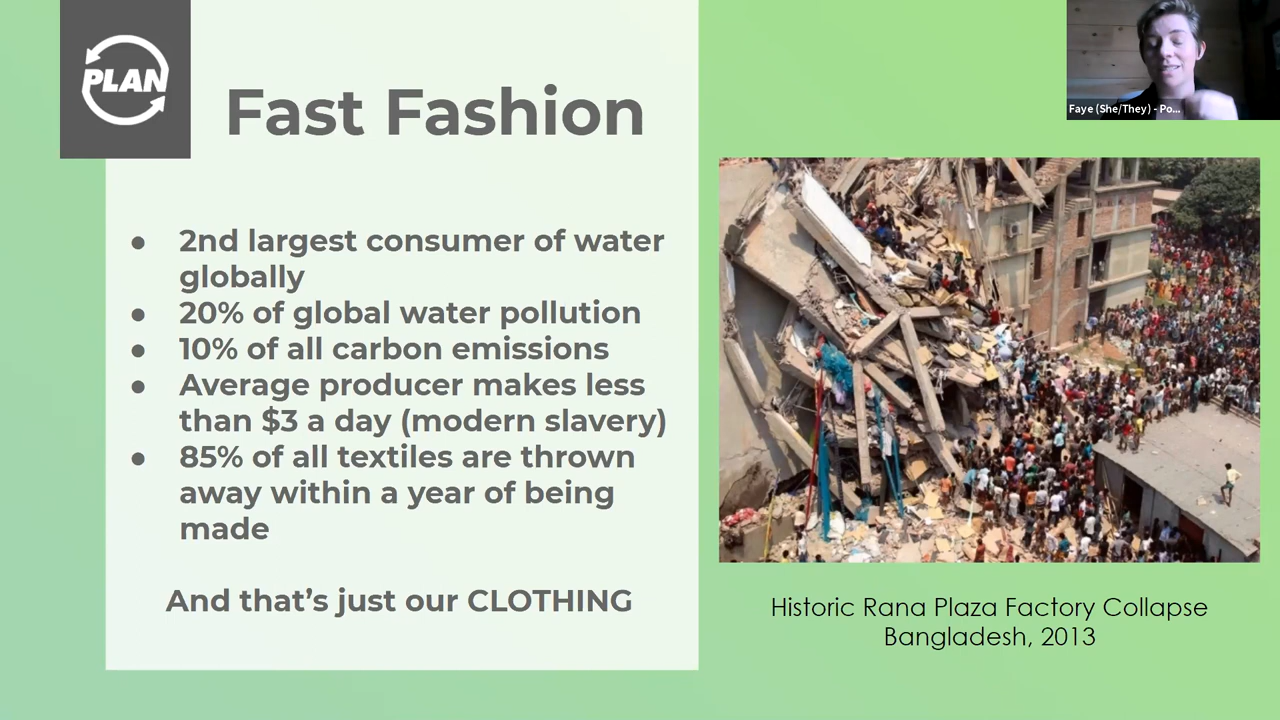 PLAN
Fast Fashion
● 2nd largest consumer of water
globally
● 20% of global water pollution
● 10% of all carbon emissions
● Average producer makes less
than $3 a day (modern slavery)
● 85% of all textiles are thrown
away within a year of being
made
And that’s just our CLOTHING
Faye (She/They) - Po...
Historic Rana Plaza Factory Collapse
Bangladesh, 2013